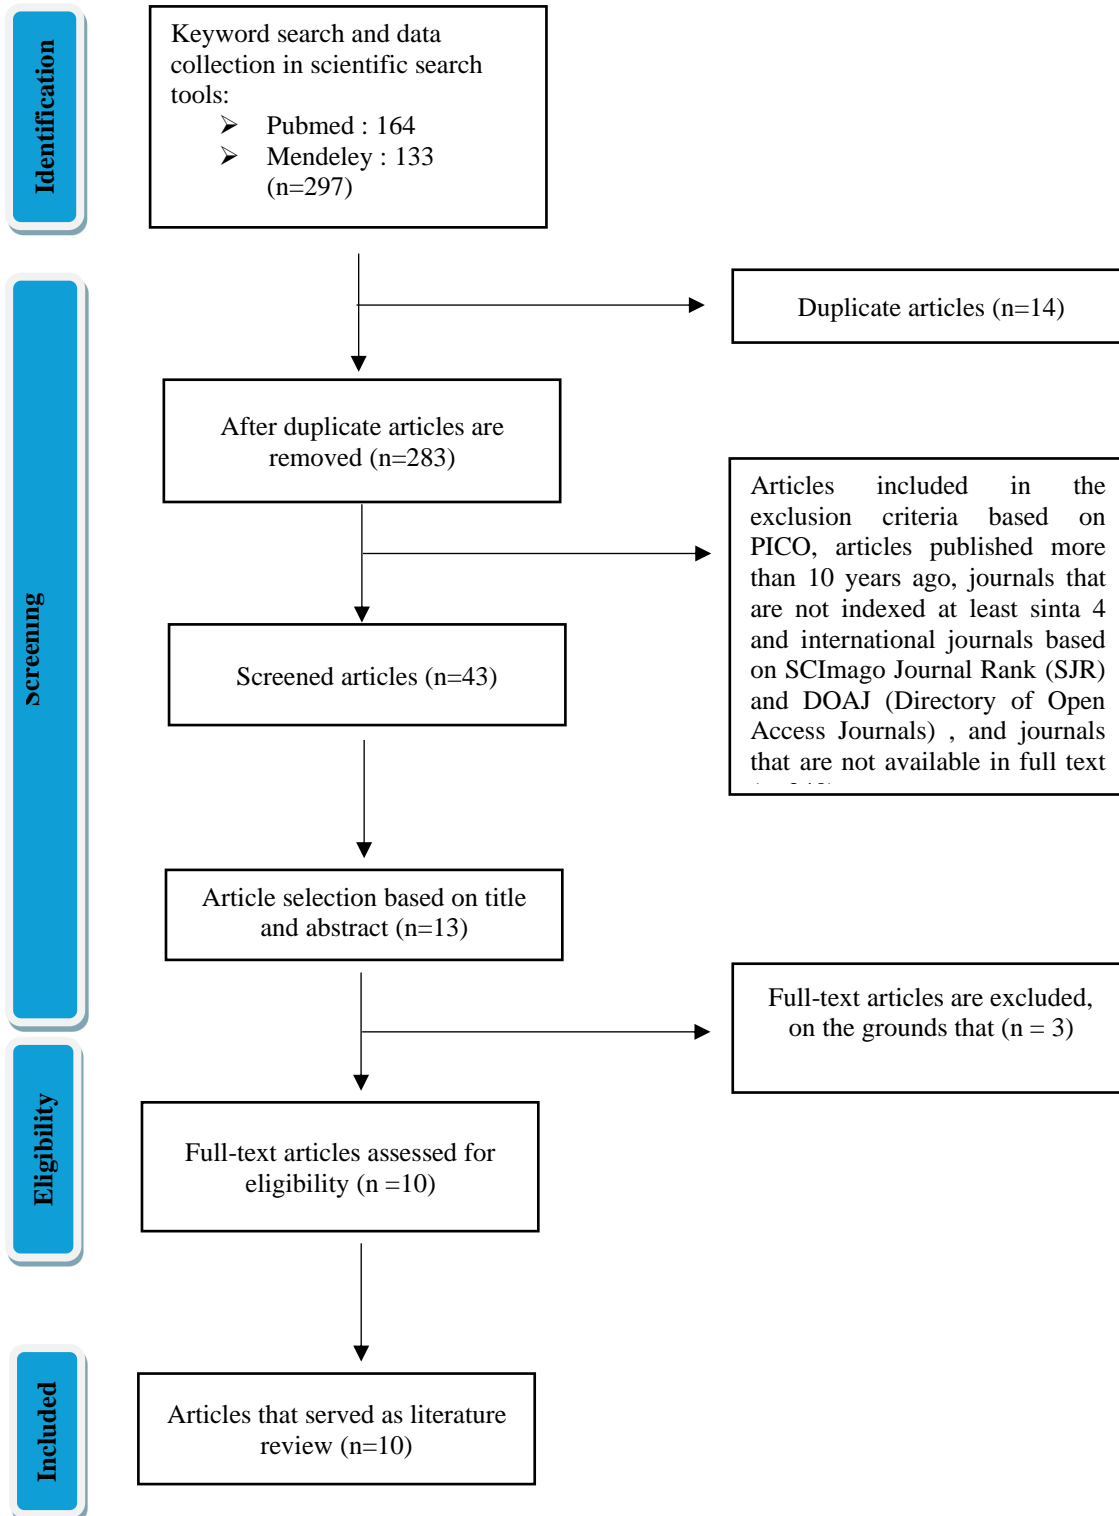 Identification
Keyword search and data
collection in scientific search
tools:
➢ Pubmed : 164
➢ Mendeley : 133
(n=297)
Screening
Duplicate articles (n=14)
After duplicate articles are
removed (n=283)
Articles included in the
exclusion criteria based on
PICO, articles published more
than 10 years ago, journals that
are not indexed at least sinta 4
and international journals based
on SCImago Journal Rank (SJR)
and DOAJ (Directory of Open
Access Journals) , and journals
that are not available in full text
Screened articles (n=43)
Article selection based on title
and abstract (n=13)
Full-text articles are excluded,
on the grounds that (n = 3)
Eligibility
Full-text articles assessed for
eligibility (n =10)
Included
Articles that served as literature
review (n=10)